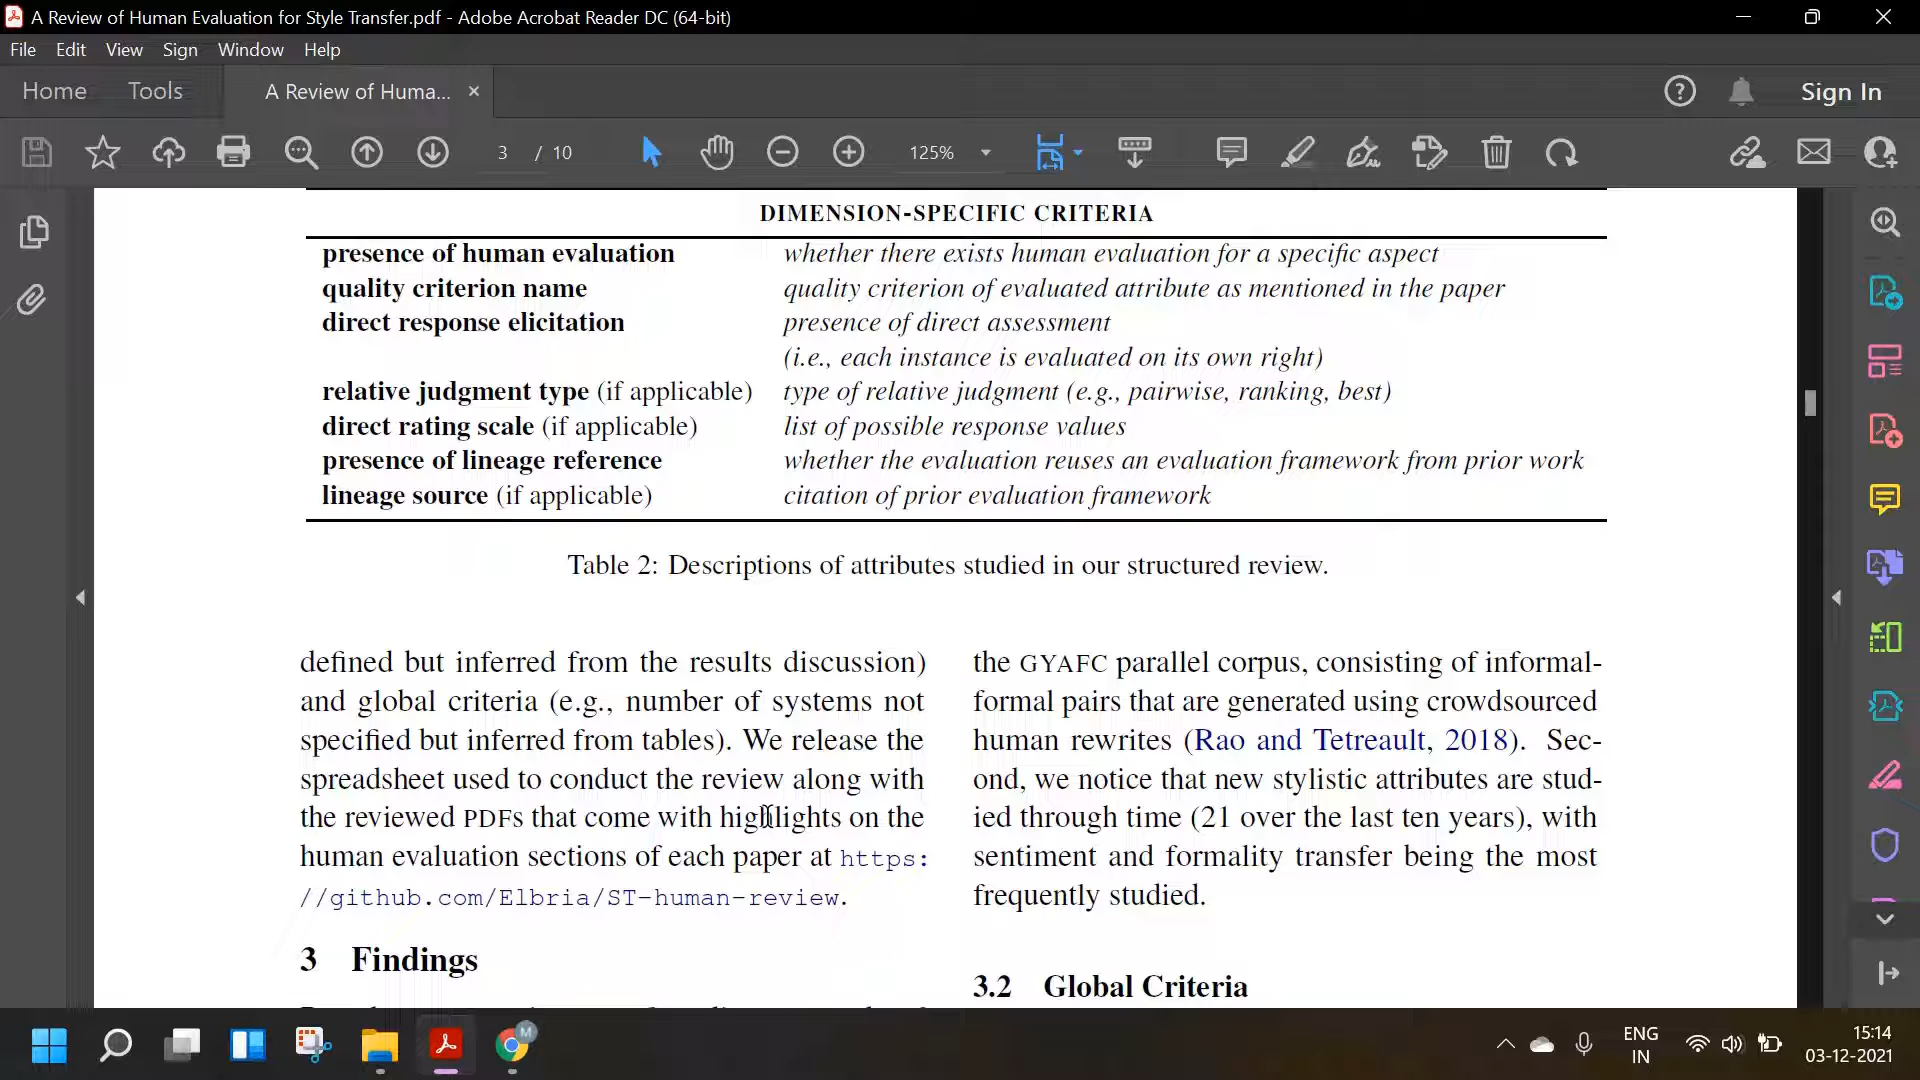 A Review of Human Evaluation for Style Transfer.pdf - Adobe Acrobat Reader DC (64-bit)
File Edit View Sign Window Help
Home Tools A Review of Huma... × Sign In
3 / 10 125%
DIMENSION-SPECIFIC CRITERIA
presence of human evaluation whether there exists human evaluation for a specific aspect
quality criterion name quality criterion of evaluated attribute as mentioned in the paper
direct response elicitation presence of direct assessment
(i.e., each instance is evaluated on its own right)
relative judgment type (if applicable) type of relative judgment (e.g., pairwise, ranking, best)
direct rating scale (if applicable) list of possible response values
presence of lineage reference whether the evaluation reuses an evaluation framework from prior work
lineage source (if applicable) citation of prior evaluation framework
Table 2: Descriptions of attributes studied in our structured review.
defined but inferred from the results discussion)
and global criteria (e.g., number of systems not
specified but inferred from tables). We release the
spreadsheet used to conduct the review along with
the reviewed PDFs that come with highlights on the
human evaluation sections of each paper at https:
//github.com/Elbria/ST-human-review.
3 Findings
the GYAFC parallel corpus, consisting of informal-
formal pairs that are generated using crowdsourced
human rewrites (Rao and Tetreault, 2018). Sec-
ond, we notice that new stylistic attributes are stud-
ied through time (21 over the last ten years), with
sentiment and formality transfer being the most
frequently studied.
3.2 Global Criteria
M
ENG
IN
15:14
03-12-2021